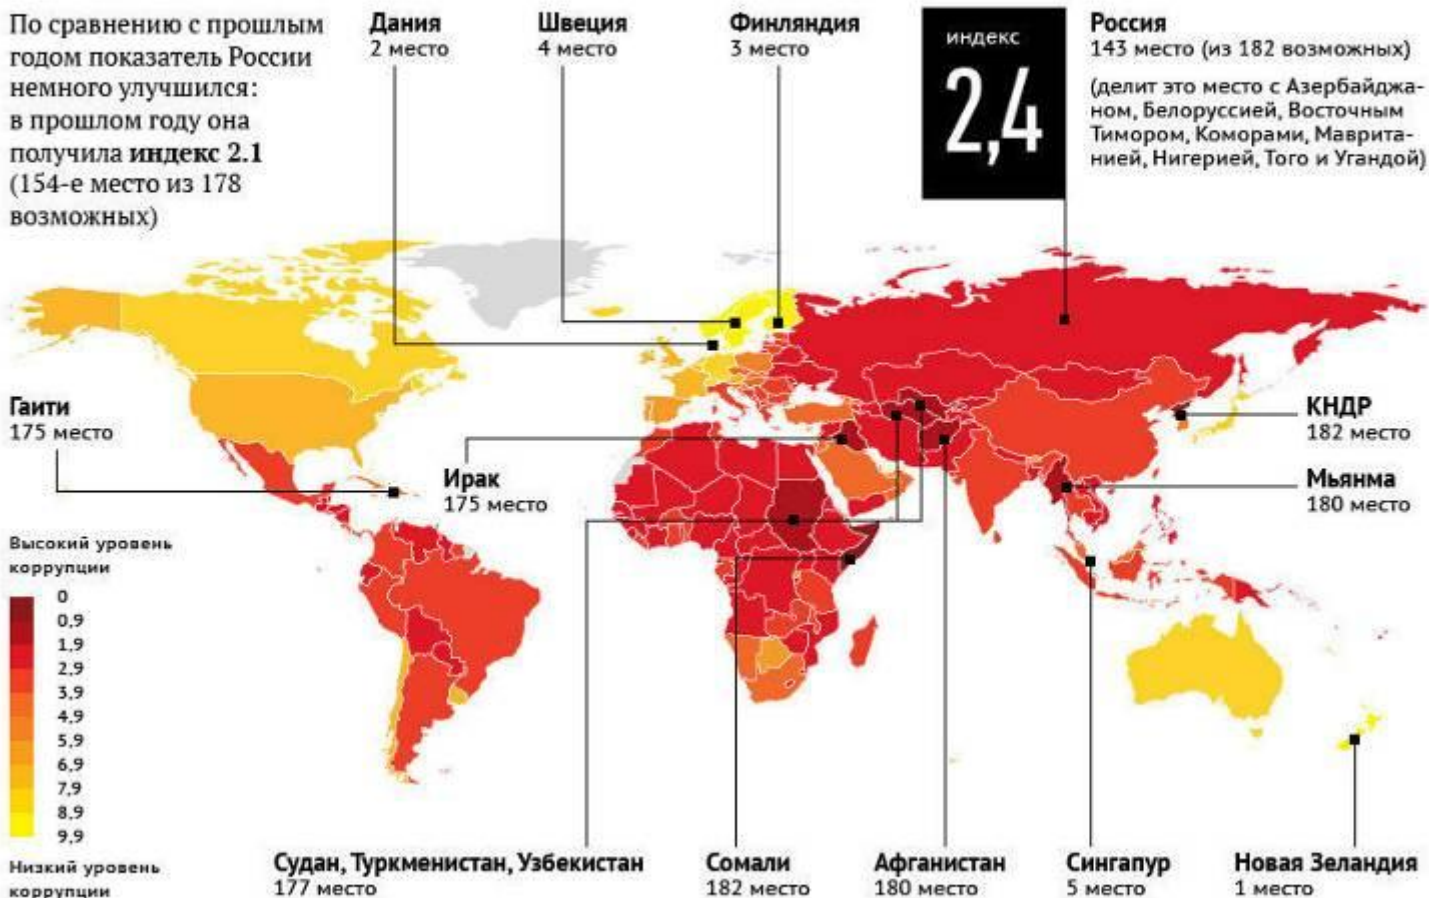 По сравнению с прошлым
годом показатель России
немного улучшился:
в прошлом году она
получила индекс 2.1
(154-е место из 178
возможных)
Дания
2 место
Швеция
4 место
Финляндия
3 место
индекс
2,4
Россия
143 место (из 182 возможных)
(делит это место с Азербайджа-
ном, Белоруссией, Восточным
Тимором, Коморами, Маврита-
нией, Нигерией, Того и Угандой)
Гаити
175 место
Ирак
175 место
КНДР
182 место
Мьянма
180 место
Высокий уровень
коррупции
0
0,9
1,9
2,9
3,9
4,9
5,9
6,9
7,9
8,9
9,9
Низкий уровень
коррупции
Судан, Туркменистан, Узбекистан
177 место
Сомали
182 место
Афганистан
180 место
Сингапур
5 место
Новая Зеландия
1 место